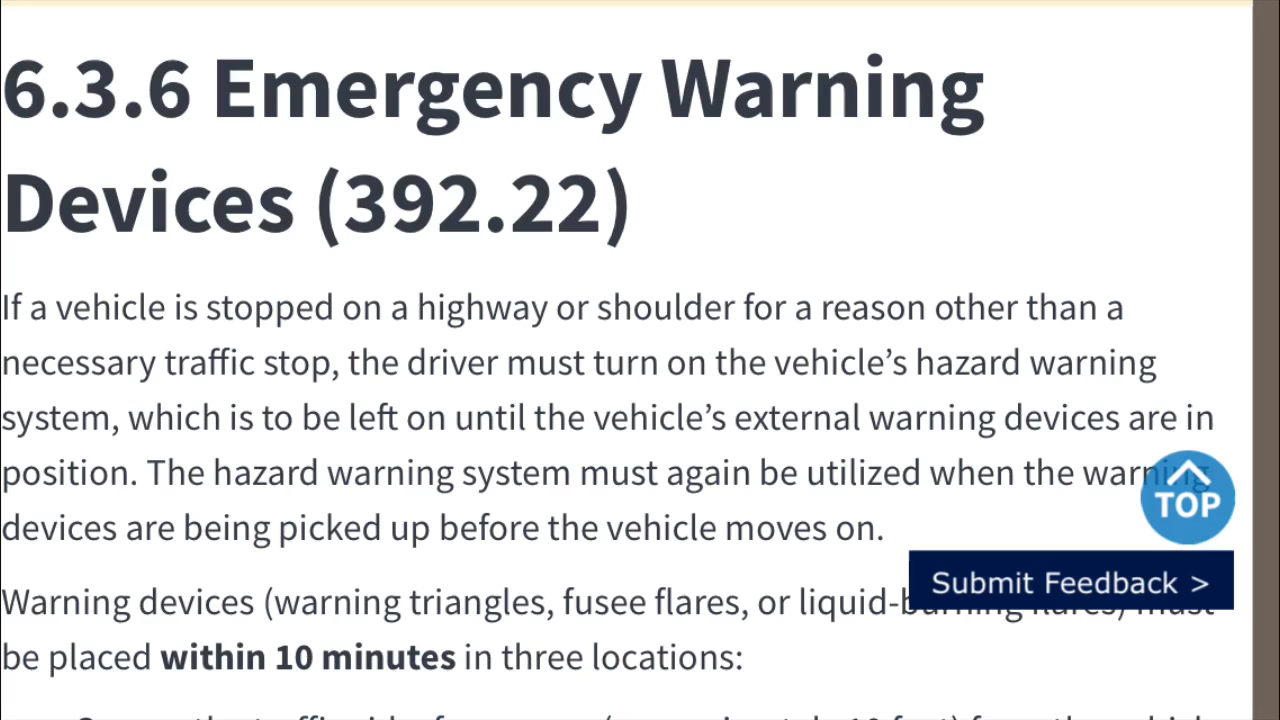 6.3.6 Emergency Warning
Devices (392.22)
If a vehicle is stopped on a highway or shoulder for a reason other than a
necessary traffic stop, the driver must turn on the vehicle’s hazard warning
system, which is to be left on until the vehicle’s external warning devices are in
position. The hazard warning system must again be utilized when the warning
TOP
devices are being picked up before the vehicle moves on.
Submit Feedback >
Warning devices (warning triangles, fusee flares, or liquid-burning flares) must
be placed within 10 minutes in three locations: